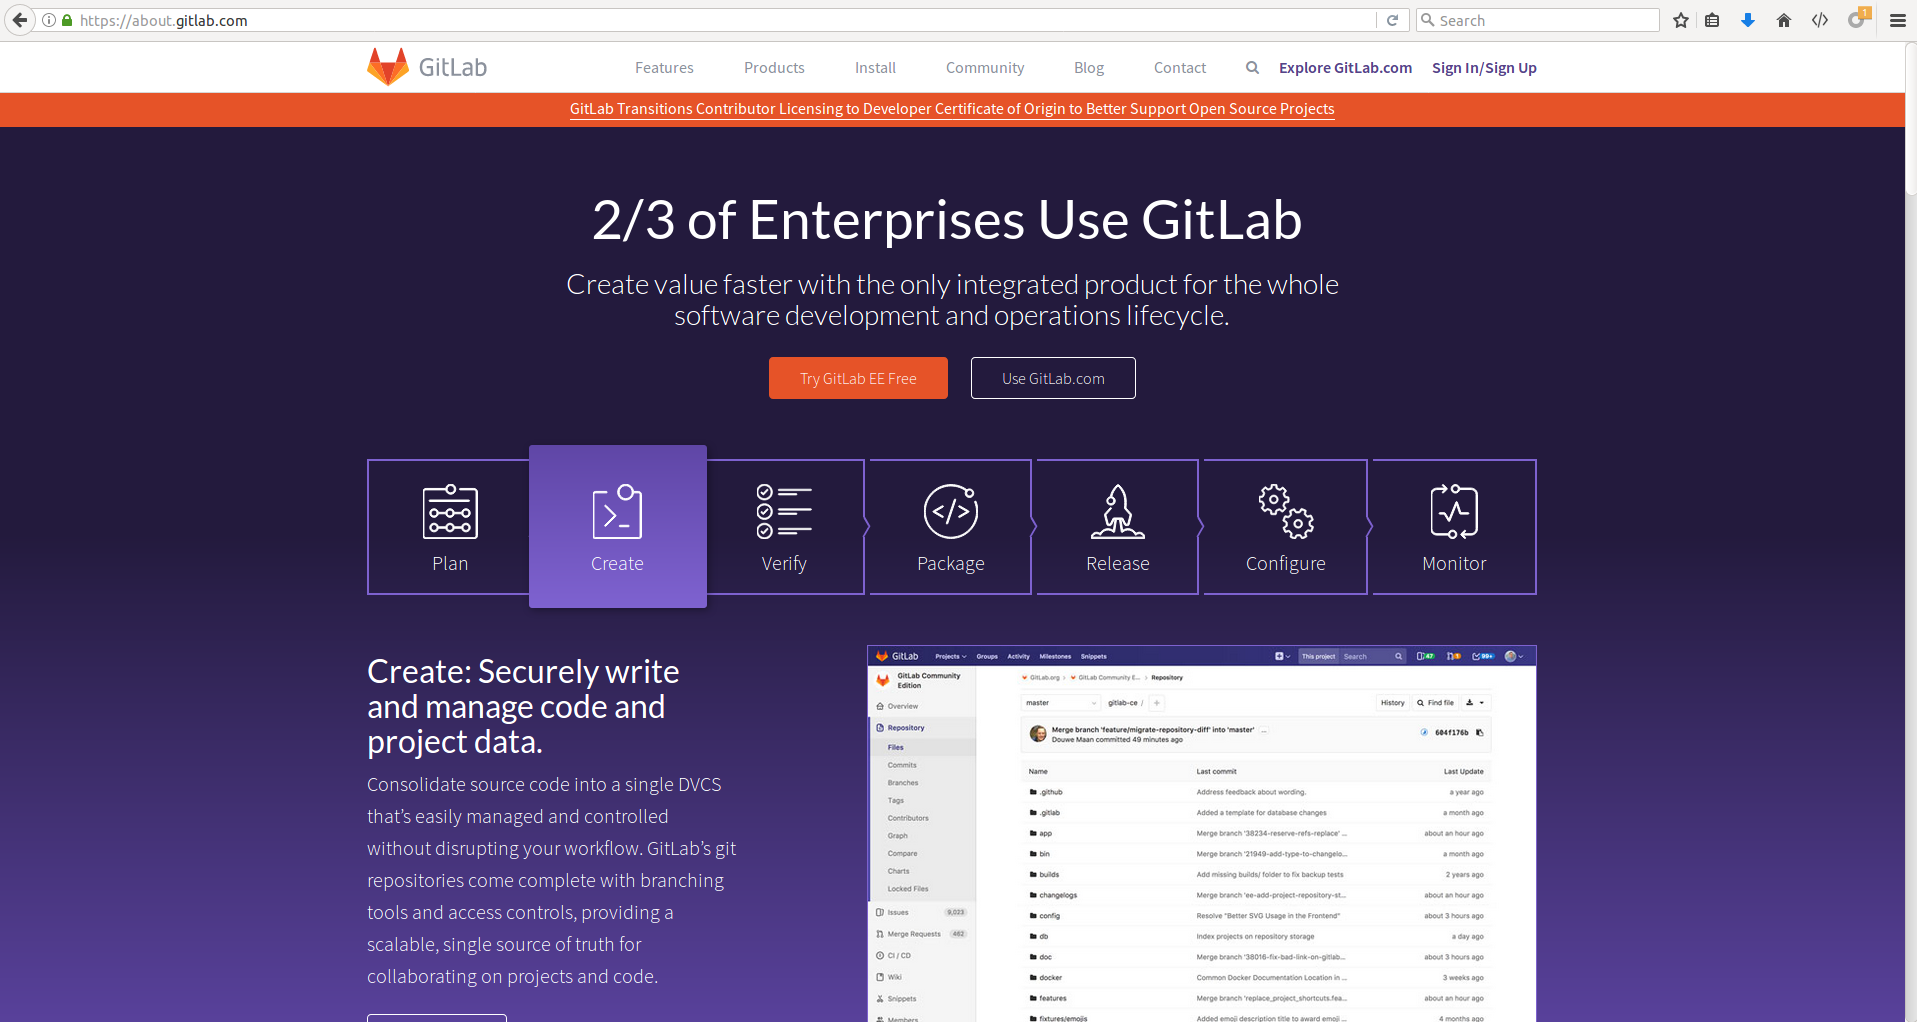 https://about.gitlab.com
Search
1
GitLab
Features
Products
Install
Community
Blog
Contact
Explore GitLab.com
Sign In/Sign Up
GitLab Transitions Contributor Licensing to Developer Certificate of Origin to Better Support Open Source Projects
2/3 of Enterprises Use GitLab
Create value faster with the only integrated product for the whole
software development and operations lifecycle.
Try GitLab EE Free
Use GitLab.com
Plan
Create
Verify
Package
Release
Configure
Monitor
Create: Securely write
and manage code and
project data.
Consolidate source code into a single DVCS
that’s easily managed and controlled
without disrupting your workflow. GitLab’s git
repositories come complete with branching
tools and access controls, providing a
scalable, single source of truth for
collaborating on projects and code.
GitLab
Projects
Groups
Activity
Milestones
Snippets
This project
Search
47
1
99+
GitLab Community
Edition
Overview
Repository
Files
Commits
Branches
Tags
Contributors
Graph
Compare
Charts
Locked Files
Issues 9,023
Merge Requests 462
CI / CD
Wiki
Snippets
Members
GitLab.org > GitLab Community E... > Repository
master
gitlab-ce / +
History
Find file
Merge branch 'feature/migrate-repository-diff' into 'master' ...
Douwe Maan committed 49 minutes ago
604f176b
Name Last commit Last Update
.github Address feedback about wording. a year ago
.gitlab Added a template for database changes a month ago
app Merge branch '38234-reserve-refs-replace' ... about an hour ago
bin Merge branch '21949-add-type-to-changelo... a month ago
builds Add missing builds/ folder to fix backup tests 2 years ago
changelogs Merge branch 'ee-add-project-repository-st... about an hour ago
config Resolve "Better SVG Usage in the Frontend" about 3 hours ago
db Index projects on repository storage a day ago
doc Merge branch '38016-fix-bad-link-on-gitlab... about 3 hours ago
docker Common Docker Documentation Location in ... 3 weeks ago
features Merge branch 'replace_project_shortcuts.fea... about an hour ago
fixtures/emojis Added emoji description title to award emoji ... 4 months ago